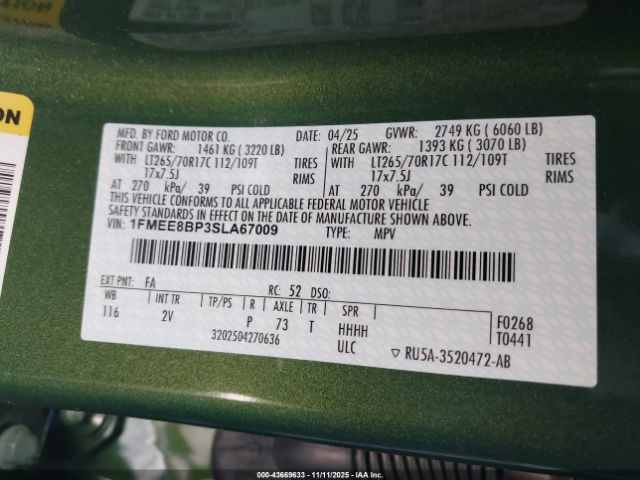 ON
MFD. BY FORD MOTOR CO. 04/25 GVWR: 2749 KG ( 6060 LB)
FRONT GAWR: 1461 KG ( 3220 LB) REAR GAWR: 1393 KG ( 3070 LB)
WITH LT265/70R17C 112/109T TIRES WITH LT265/70R17C 112/109T TIRES
17x7.5J RIMS 17x7.5J RIMS
AT 270 kPa/ 39 PSI COLD AT 270 kPa/ 39 PSI COLD
THIS VEHICLE CONFORMS TO ALL APPLICABLE FEDERAL MOTOR VEHICLE
SAFETY STANDARDS IN EFFECT ON THE DATE OF MANUFACTURE SHOWN ABOVE.
VIN: 1FMEE8BP3SLA67009 TYPE: MPV
EXT PNT: FA RC: 52 DSO:
WB INT TR TP/PS R AXLE TR SPR
116 2V P 73 T HHHH F0268
3202504270636 ULC T0441
RU5A-3520472-AB
000-43669633 - 11/11/2025 - IAA Inc.